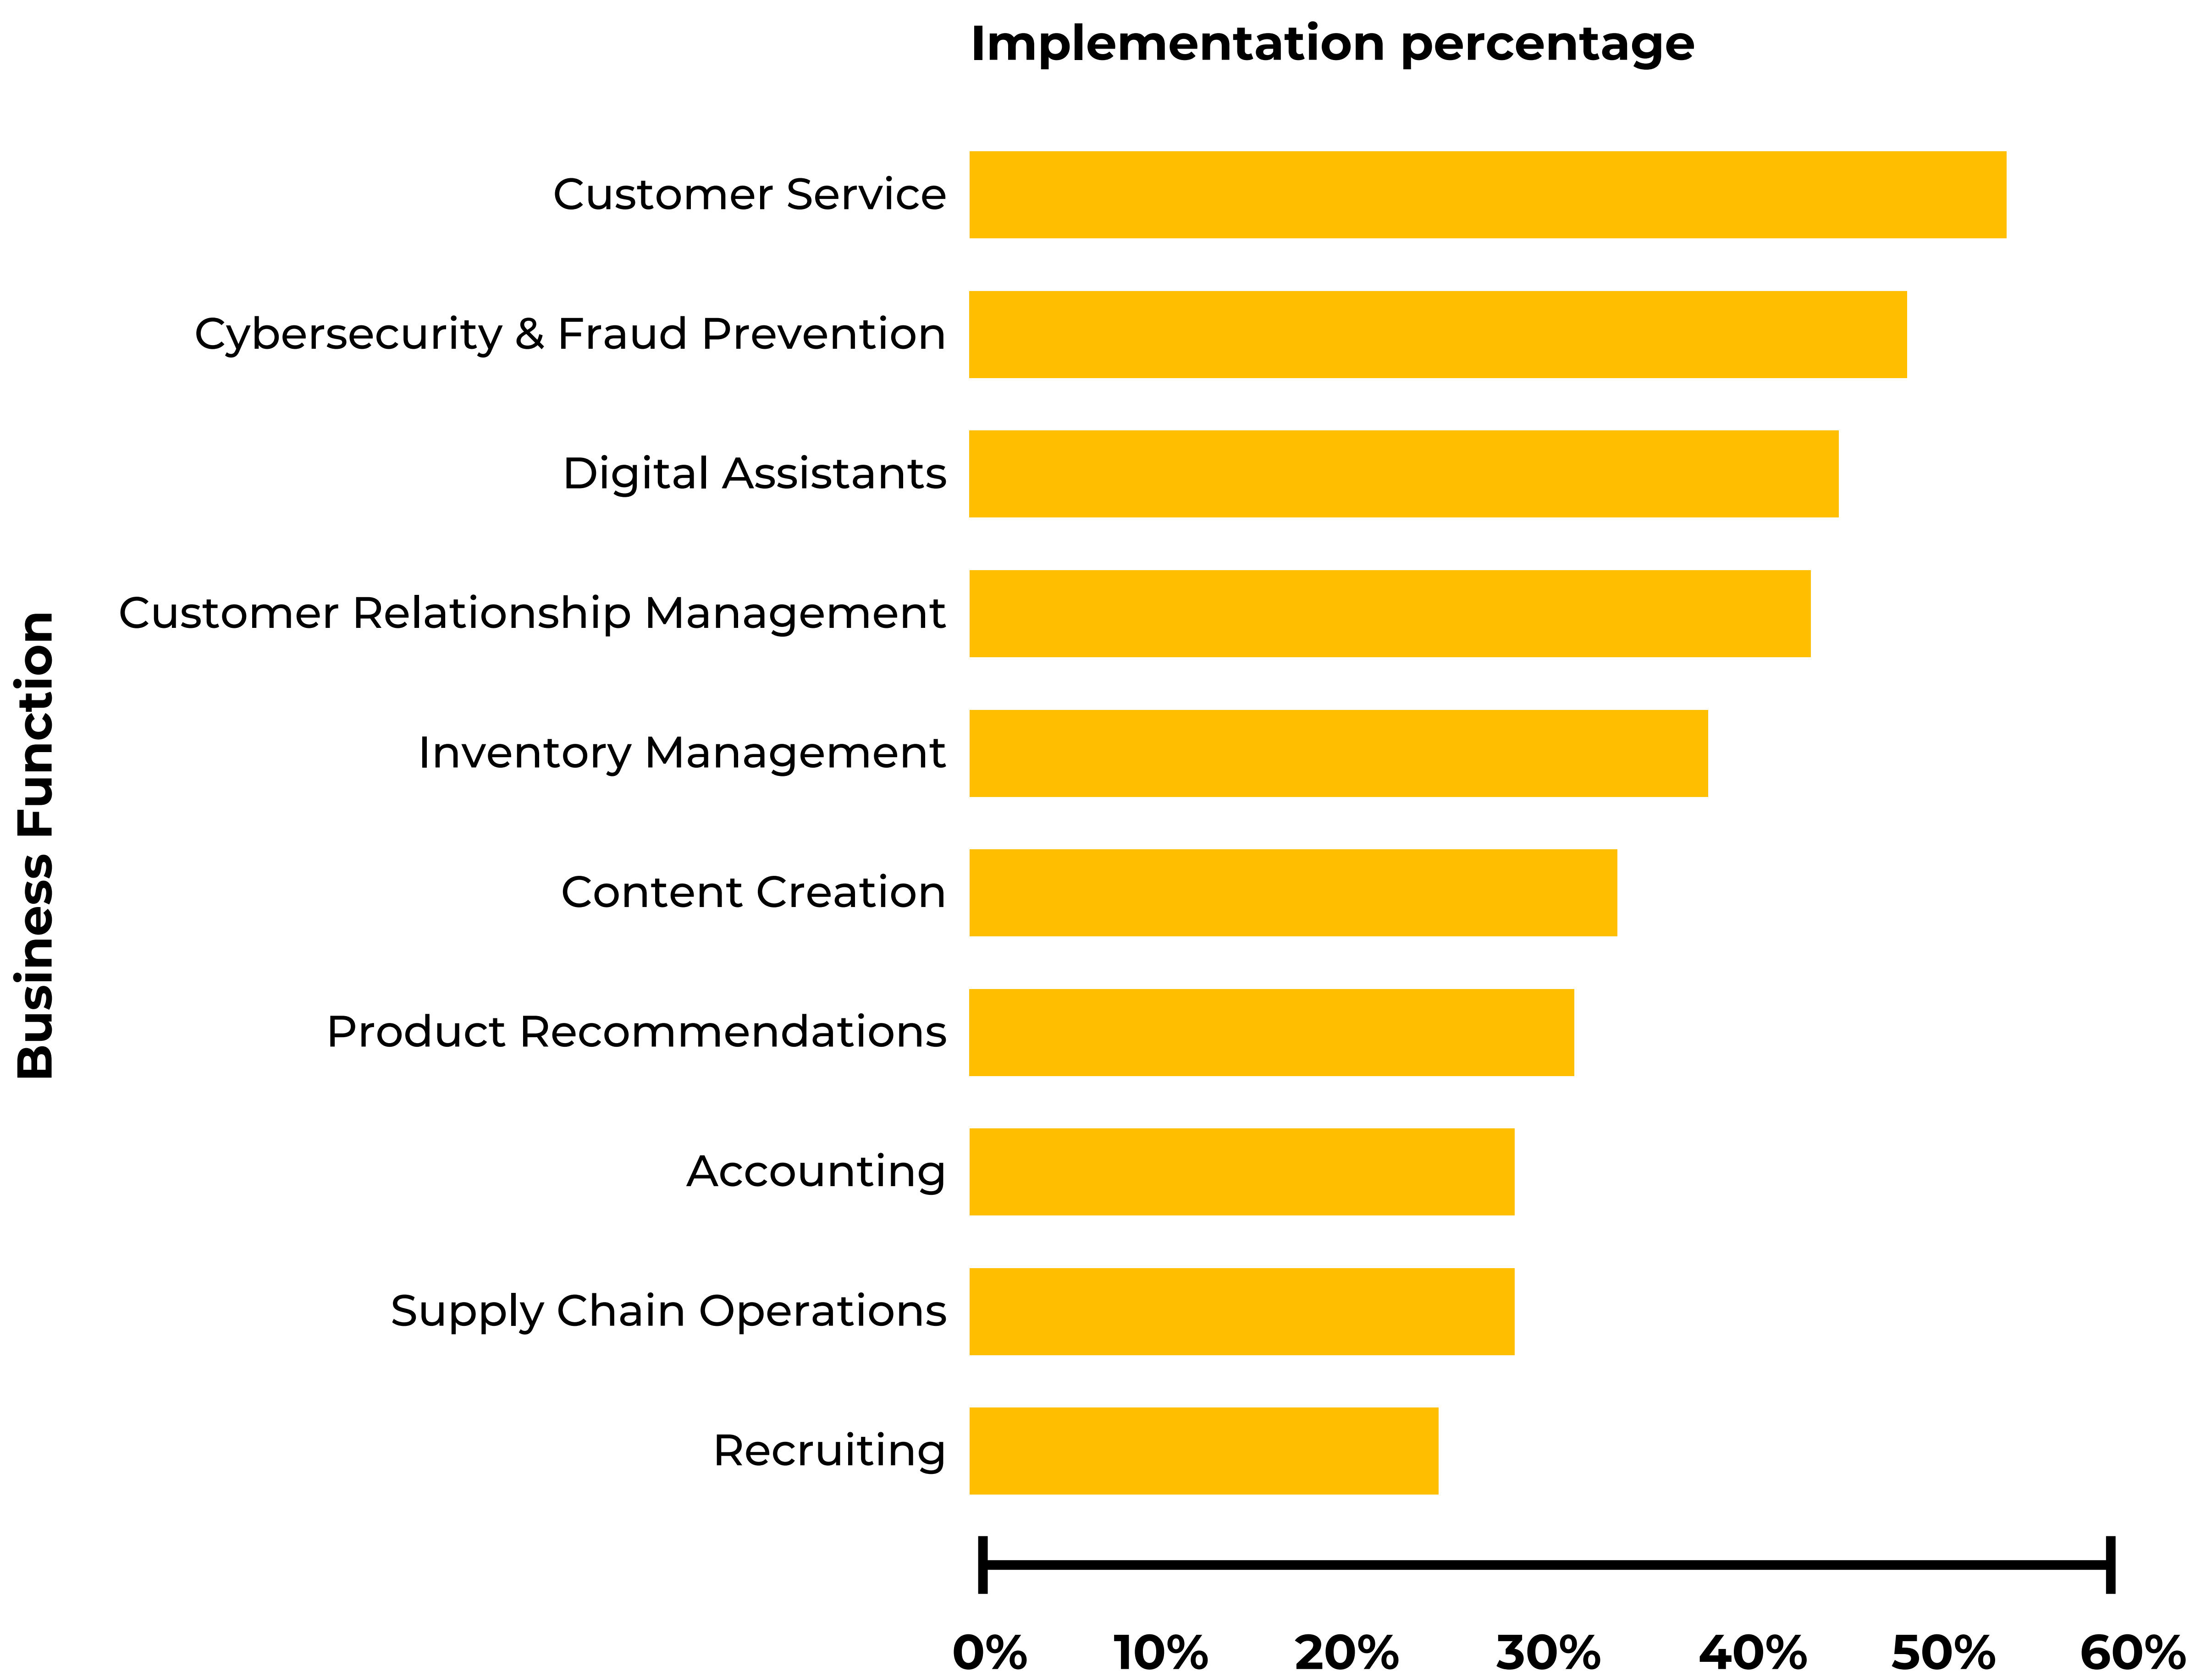 Implementation percentage
Business Function
Customer Service
Cybersecurity & Fraud Prevention
Digital Assistants
Customer Relationship Management
Inventory Management
Content Creation
Product Recommendations
Accounting
Supply Chain Operations
Recruiting
0% 10% 20% 30% 40% 50% 60%